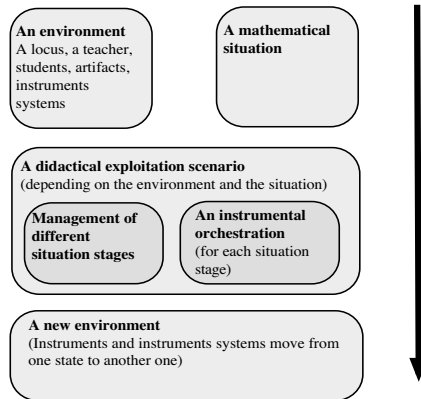 An environment
A locus, a teacher,
students, artifacts,
instruments
systems
A mathematical
situation
A didactical exploitation scenario
(depending on the environment and the situation)
Management of
different
situation stages
An instrumental
orchestration
(for each situation
stage)
A new environment
(Instruments and instruments systems move from
one state to another one)